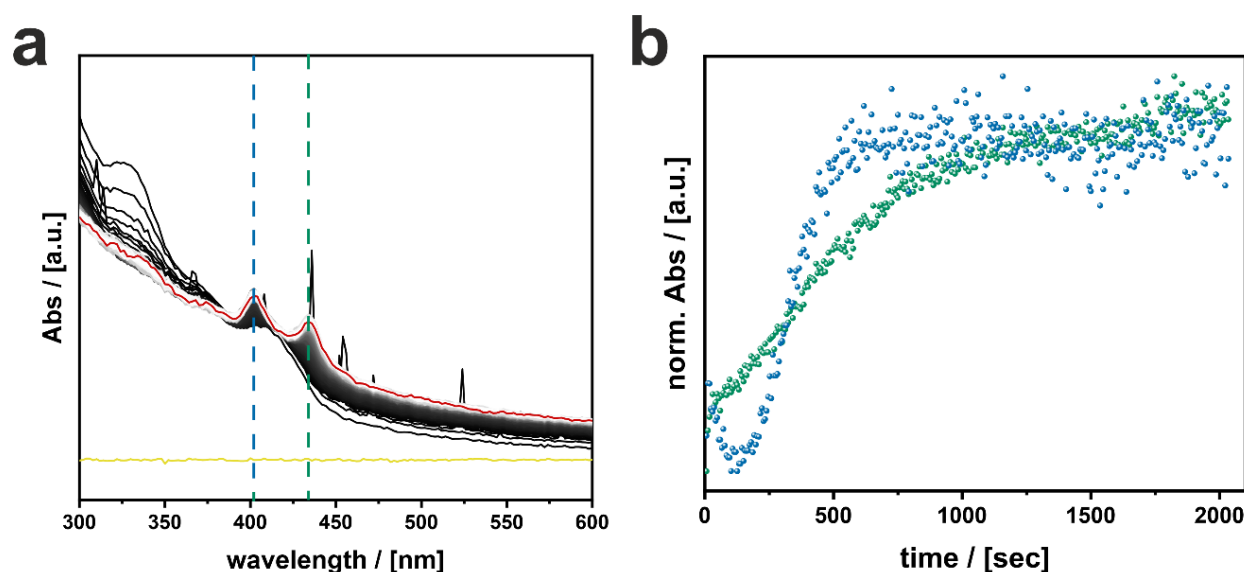 a
Abs / [a.u.]
300 350 400 450 500 550 600
wavelength / [nm]
b
norm. Abs / [a.u.]
0 500 1000 1500 2000
time / [sec]